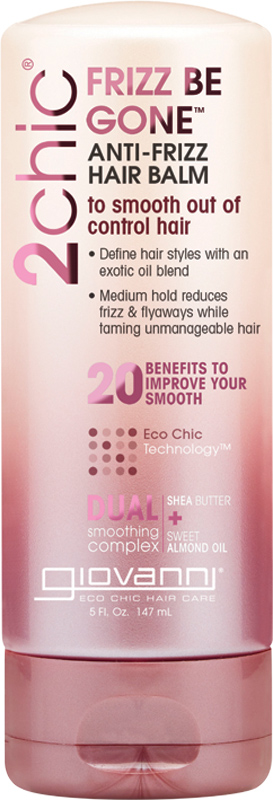 2chic®
FRIZZ BE
GONE™
ANTI-FRIZZ
HAIR BALM
to smooth out of
control hair
• Define hair styles with an
exotic oil blend
• Medium hold reduces
frizz & flyaways while
taming unmanageable hair
20 BENEFITS TO
IMPROVE YOUR
SMOOTH
Eco Chic
Technology™
DUAL
smoothing
complex
SHEA BUTTER
+
SWEET
ALMOND OIL
giovanni®
ECO CHIC HAIR CARE
5 Fl. Oz. · 147 mL